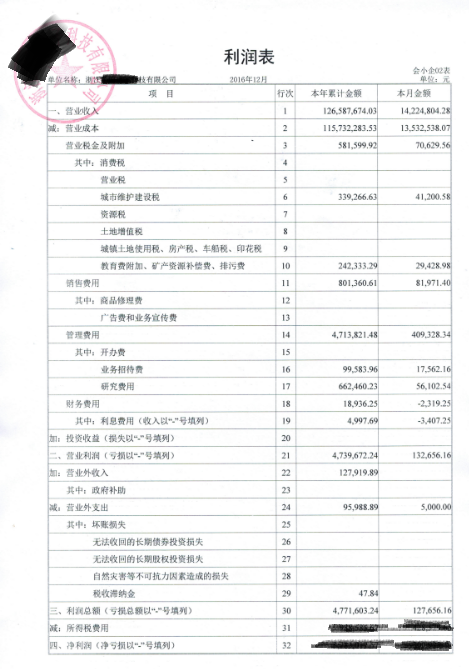 科技有限
利润表
会小企02表
单位名称：浙江 科技有限公司 2016年12月 单位：元
项 目 行次 本年累计金额 本月金额
一、营业收入 1 126,587,674.03 14,224,804.28
减：营业成本 2 115,732,283.53 13,532,538.07
营业税金及附加 3 581,599.92 70,629.56
其中：消费税 4
营业税 5
城市维护建设税 6 339,266.63 41,200.58
资源税 7
土地增值税 8
城镇土地使用税、房产税、车船税、印花税 9
教育费附加、矿产资源补偿费、排污费 10 242,333.29 29,428.98
销售费用 11 801,360.61 81,971.40
其中：商品修理费 12
广告费和业务宣传费 13
管理费用 14 4,713,821.48 409,328.34
其中：开办费 15
业务招待费 16 99,583.96 17,562.16
研究费用 17 662,460.23 56,102.54
财务费用 18 18,936.25 -2,319.25
其中：利息费用（收入以“-”号填列） 19 4,997.69 -3,407.25
加：投资收益（损失以“-”号填列） 20
二、营业利润（亏损以“-”号填列） 21 4,739,672.24 132,656.16
加：营业外收入 22 127,919.89
其中：政府补助 23
减：营业外支出 24 95,988.89 5,000.00
其中：坏账损失 25
无法收回的长期债券投资损失 26
无法收回的长期股权投资损失 27
自然灾害等不可抗力因素造成的损失 28
税收滞纳金 29 47.84
三、利润总额（亏损总额以“-”号填列） 30 4,771,603.24 127,656.16
减：所得税费用 31
四、净利润（净亏损以“-”号填列） 32